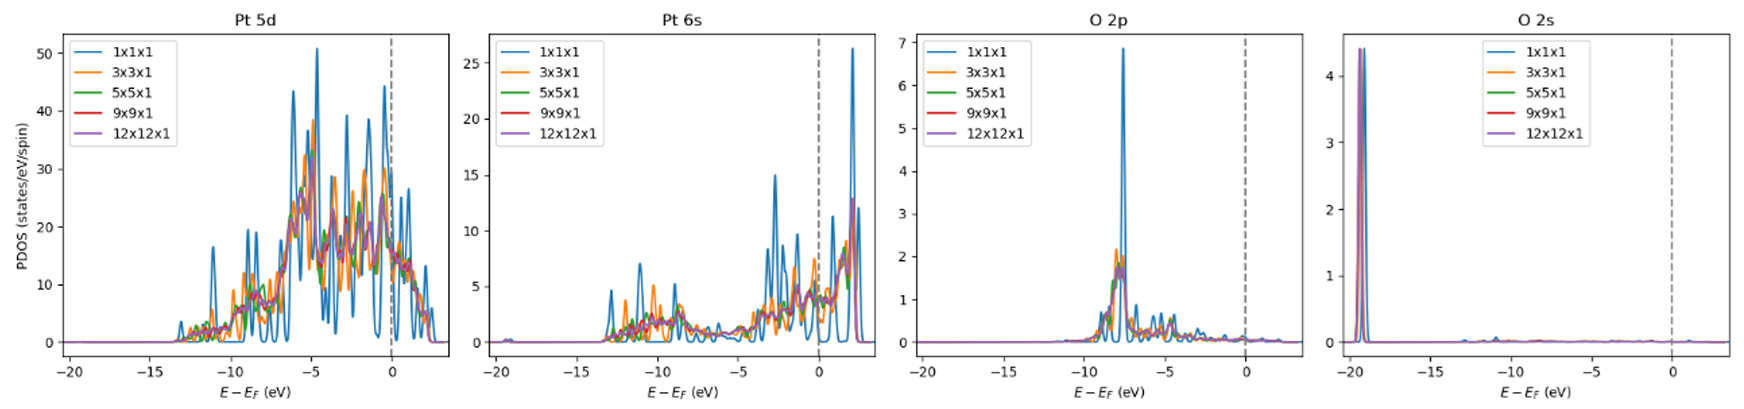 Pt 5d
PDOS (states/eV/spin)
50
40
30
20
10
0
1x1x1
3x3x1
5x5x1
9x9x1
12x12x1
−20 −15 −10 −5 0
E − E_F (eV)
Pt 6s
25
20
15
10
5
0
1x1x1
3x3x1
5x5x1
9x9x1
12x12x1
−20 −15 −10 −5 0
E − E_F (eV)
O 2p
7
6
5
4
3
2
1
0
1x1x1
3x3x1
5x5x1
9x9x1
12x12x1
−20 −15 −10 −5 0
E − E_F (eV)
O 2s
4
3
2
1
0
1x1x1
3x3x1
5x5x1
9x9x1
12x12x1
−20 −15 −10 −5 0
E − E_F (eV)